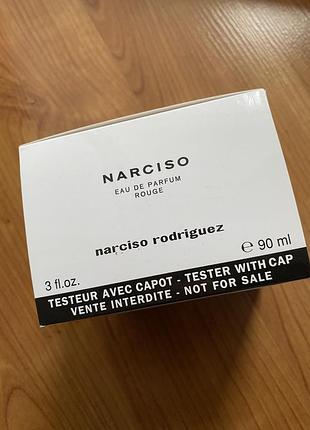 NARCISO
EAU DE PARFUM
ROUGE
narciso rodriguez
3 fl.oz. ℮ 90 ml
TESTEUR AVEC CAPOT - TESTER WITH CAP
VENTE INTERDITE - NOT FOR SALE